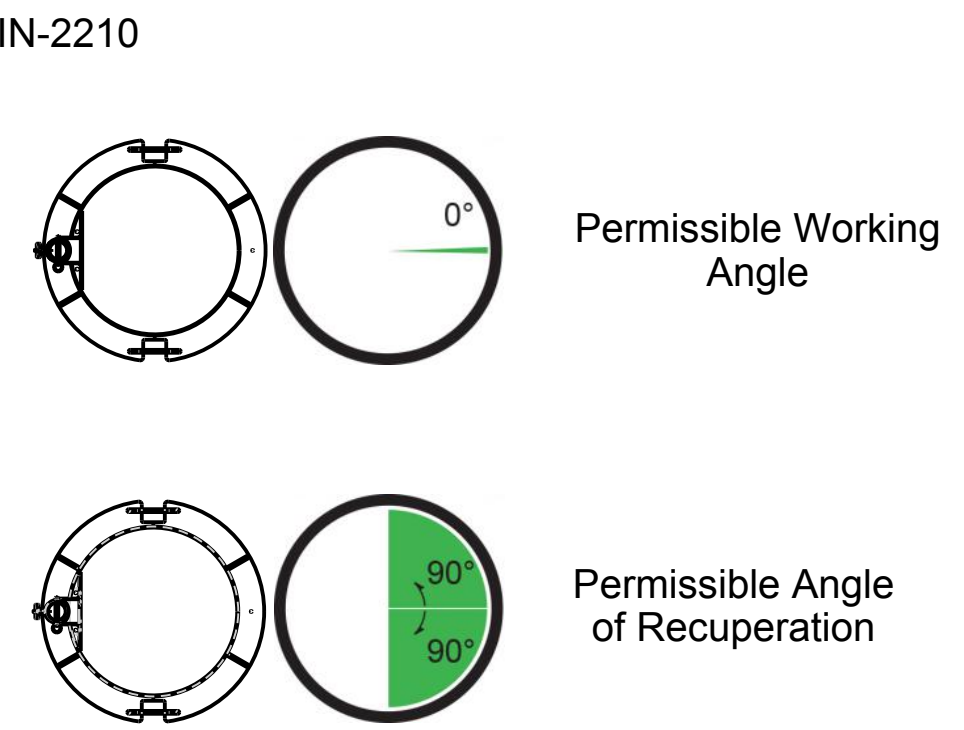 IN-2210
0°
Permissible Working
Angle
90°
90°
Permissible Angle
of Recuperation